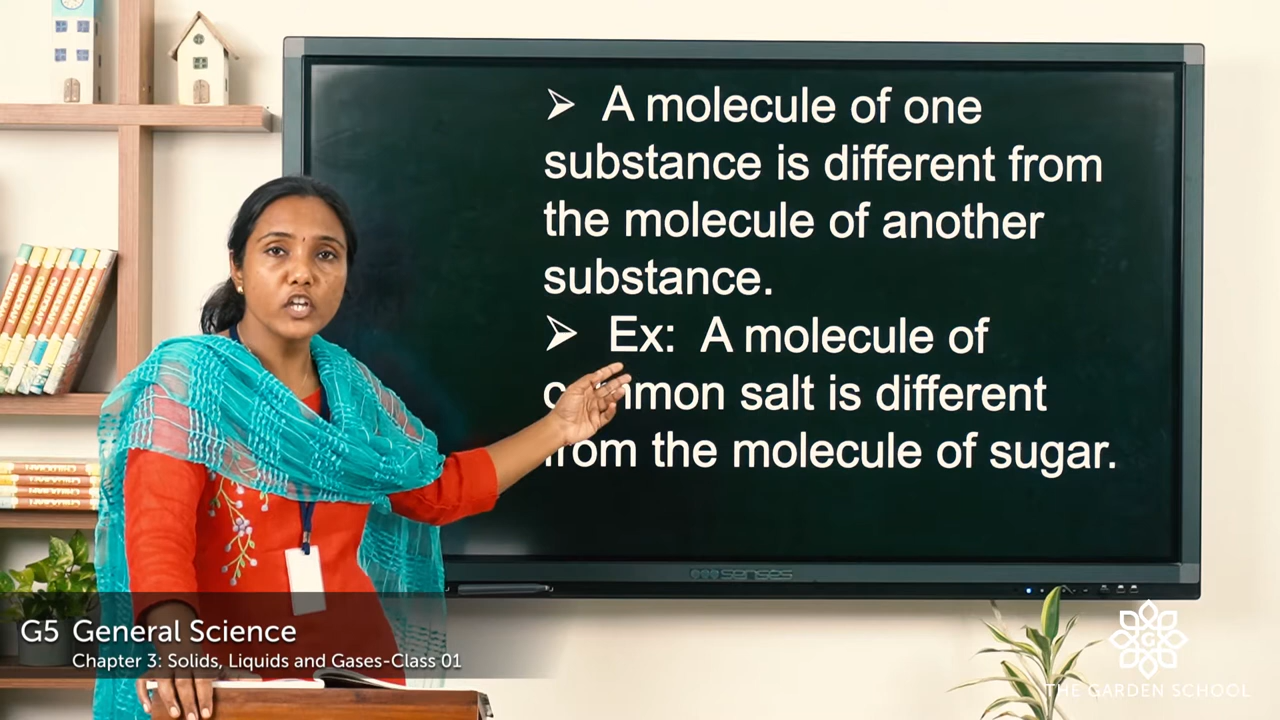 ➢ A molecule of one
substance is different from
the molecule of another
substance.
➢ Ex: A molecule of
common salt is different
from the molecule of sugar.
senses
G5 General Science
Chapter 3: Solids, Liquids and Gases-Class 01
G
THE GARDEN SCHOOL